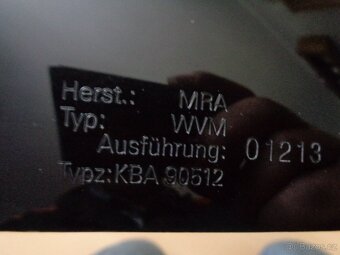 Herst.: MRA
Typ: WVM
Ausführung: 01213
Typz: KBA 90512